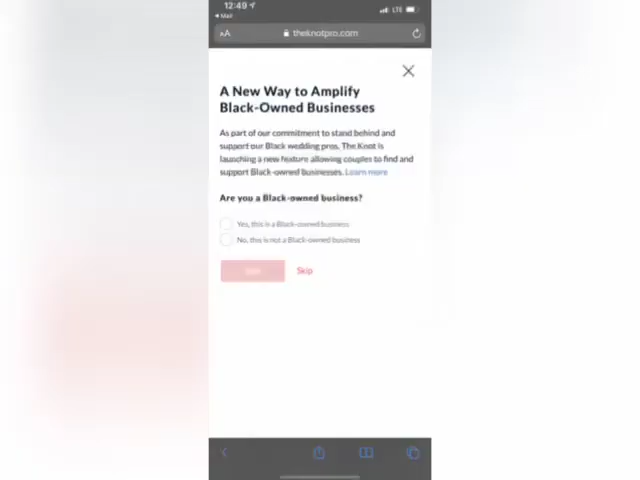 12:49
Mail
LTE
AA theknotpro.com
A New Way to Amplify
Black-Owned Businesses
As part of our commitment to stand behind and
support our Black wedding pros, The Knot is
launching a new feature allowing couples to find and
support Black-owned businesses. Learn more
Are you a Black-owned business?
Yes, this is a Black-owned business
No, this is not a Black-owned business
Skip